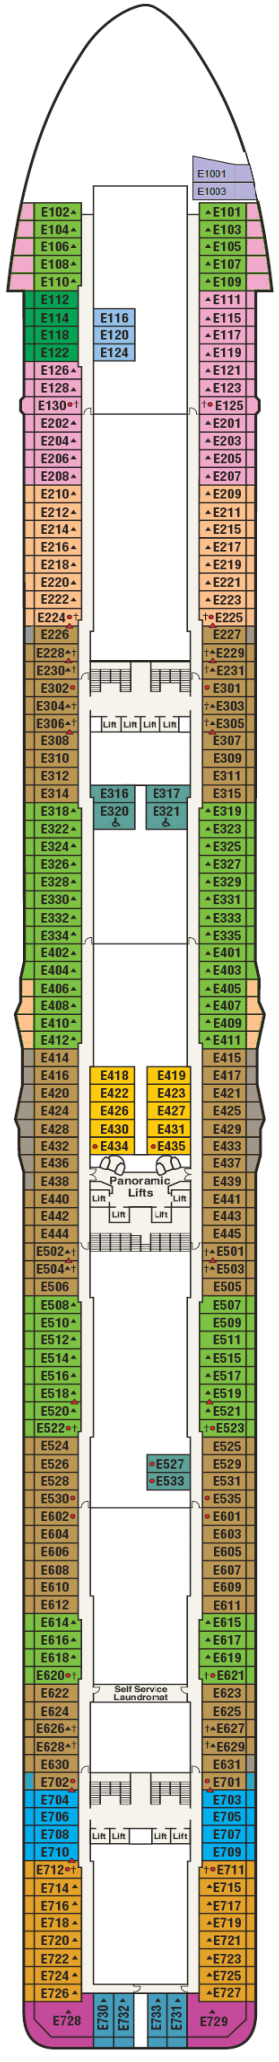 E1001
E1003
E102 E101
E104 E103
E106 E105
E108 E107
E110 E109
E112 E111
E114 E116 E115
E118 E120 E117
E122 E124 E119
E126 E121
E128 E123
E130 E125
E202 E201
E204 E203
E206 E205
E208 E207
E210 E209
E212 E211
E214 E215
E216 E217
E218 E219
E220 E221
E222 E223
E224 E225
E226 E227
E228 E229
E230 E231
E302 E301
E304 E303
E306 Lift Lift Lift Lift E305
E308 E307
E310 E309
E312 E311
E314 E316 E317 E315
E318 E320 E321 E319
E322 E323
E324 E325
E326 E327
E328 E329
E330 E331
E332 E333
E334 E335
E402 E401
E404 E403
E406 E405
E408 E407
E410 E409
E412 E411
E414 E415
E416 E418 E419 E417
E420 E422 E423 E421
E424 E426 E427 E425
E428 E430 E431 E429
E432 E434 E435 E433
E436 E437
E438 Panoramic E439
E440 Lift Lifts Lift E441
E442 Lift Lift E443
E444 E445
E502 E501
E504 E503
E506 E505
E508 E507
E510 E509
E512 E511
E514 E515
E516 E517
E518 E519
E520 E521
E522 E523
E524 E525
E526 E527 E529
E528 E533 E531
E530 E535
E602 E601
E604 E603
E606 E605
E608 E607
E610 E609
E612 E611
E614 E615
E616 E617
E618 E619
E620 E621
E622 Self Service E623
Laundromat
E624 E625
E626 E627
E628 E629
E630 E631
E702 E701
E704 E703
E706 E705
E708 Lift Lift Lift Lift E707
E710 E709
E712 E711
E714 E715
E716 E717
E718 E719
E720 E721
E722 E723
E724 E725
E726 E727
E728 E730 E732 E733 E731 E729